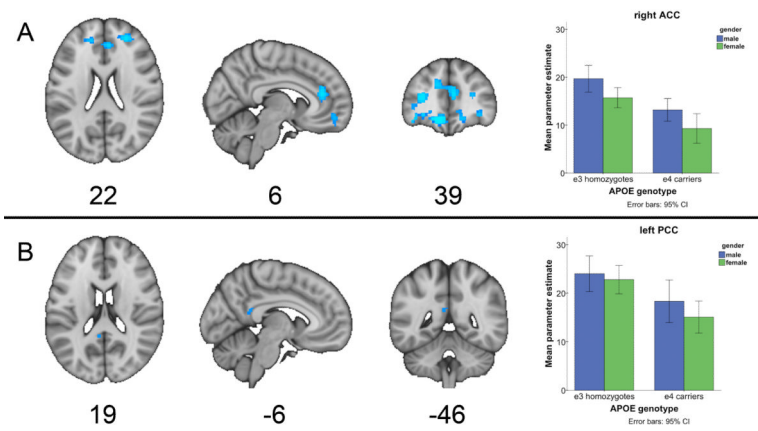 A
22
6
39
right ACC
gender
male
female
Mean parameter estimate
30
20
10
0
e3 homozygotes
e4 carriers
APOE genotype
Error bars: 95% CI
B
19
-6
-46
left PCC
gender
male
female
Mean parameter estimate
30
20
10
0
e3 homozygotes
e4 carriers
APOE genotype
Error bars: 95% CI